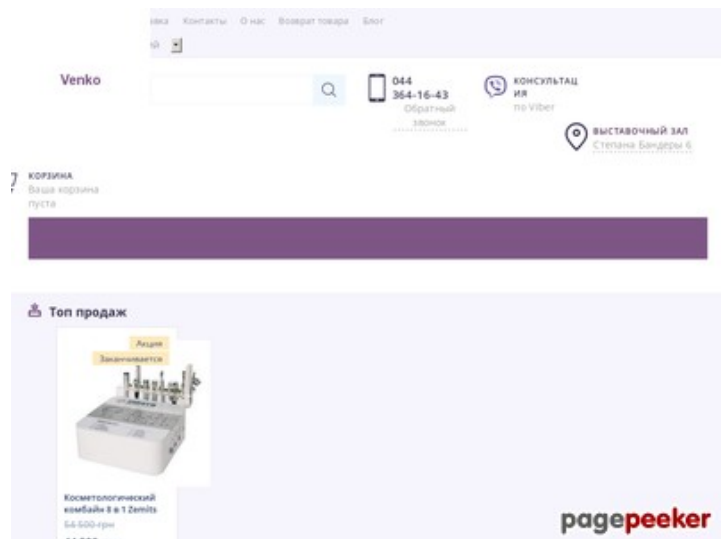 Контакты О нас Возврат товара Блог
Venko
044
364-16-43
Обратный
звонок
КОНСУЛЬТАЦ
ИЯ
по Viber
ВЫСТАВОЧНЫЙ ЗАЛ
Степана Бандеры 6
КОРЗИНА
Ваша корзина
пуста
Топ продаж
Акция
Заканчивается
Косметологический
комбайн 8 в 1 Zemits
54 500 грн
pagepeeker